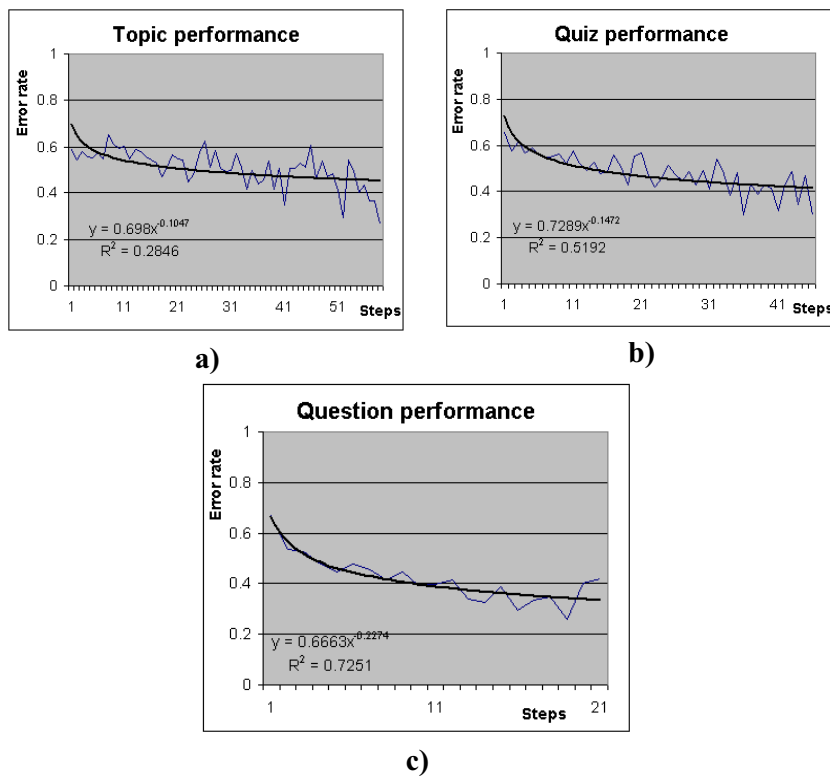 Topic performance
Error rate
1
0.8
0.6
0.4
0.2
0
y = 0.698x^-0.1047
R² = 0.2846
1 11 21 31 41 51 Steps
a)
Quiz performance
Error rate
1
0.8
0.6
0.4
0.2
0
y = 0.7289x^-0.1472
R² = 0.5192
1 11 21 31 41 Steps
b)
Question performance
Error rate
1
0.8
0.6
0.4
0.2
0
y = 0.6663x^-0.2274
R² = 0.7251
1 11 21
Steps
c)